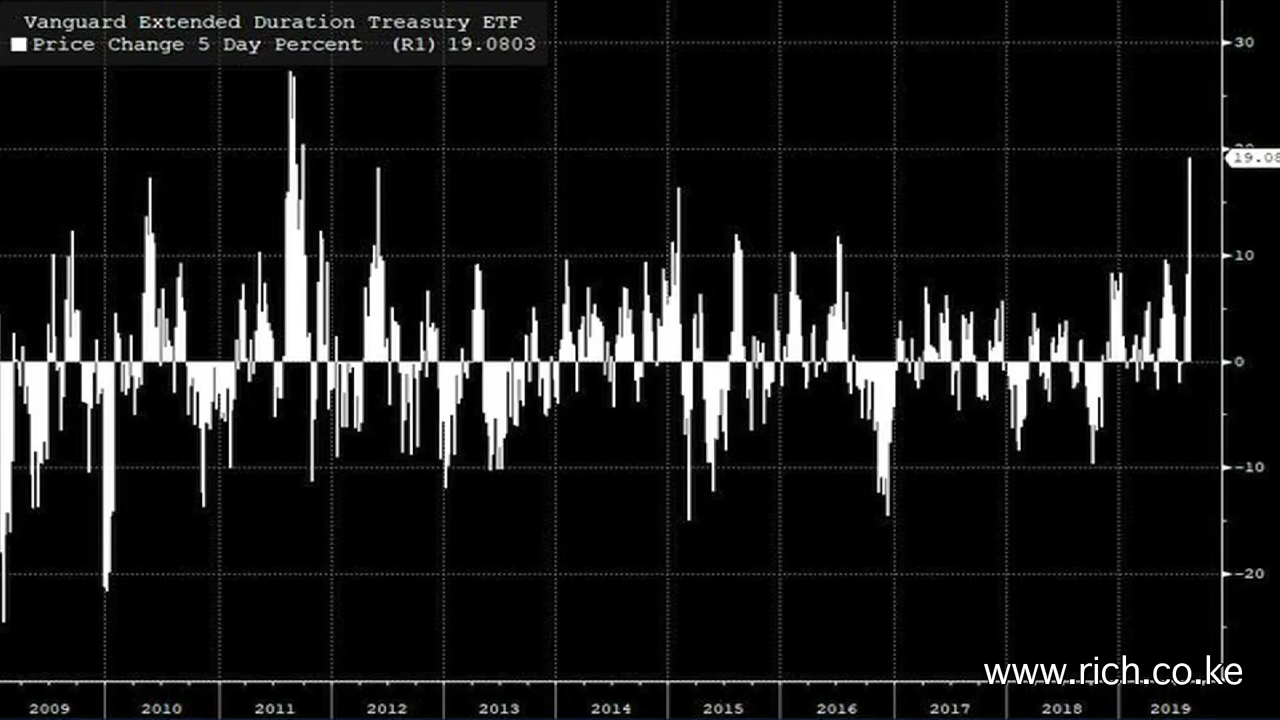 Vanguard Extended Duration Treasury ETF
Price Change 5 Day Percent (R1) 19.0803
30
20
19.08
10
0
-10
-20
www.rich.co.ke
2009 2010 2011 2012 2013 2014 2015 2016 2017 2018 2019